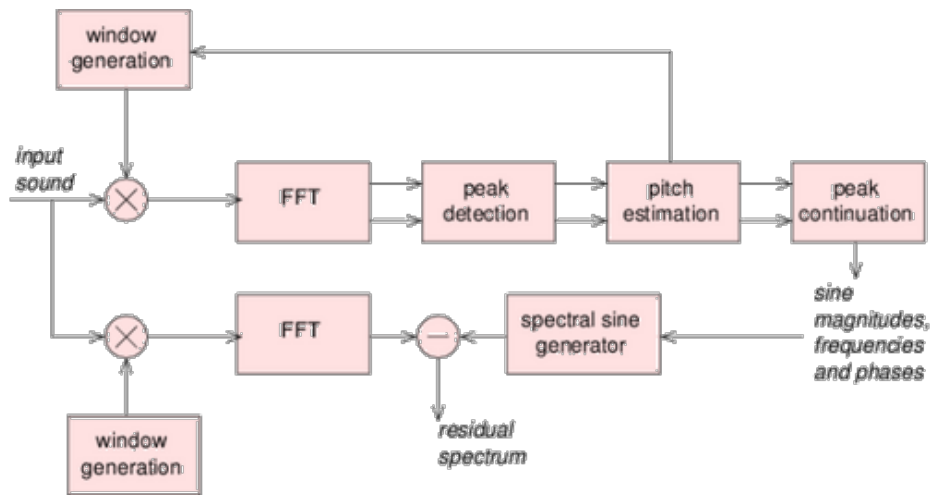 window
generation
input
sound
FFT
peak
detection
pitch
estimation
peak
continuation
sine
magnitudes,
frequencies
and phases
FFT
spectral sine
generator
residual
spectrum
window
generation